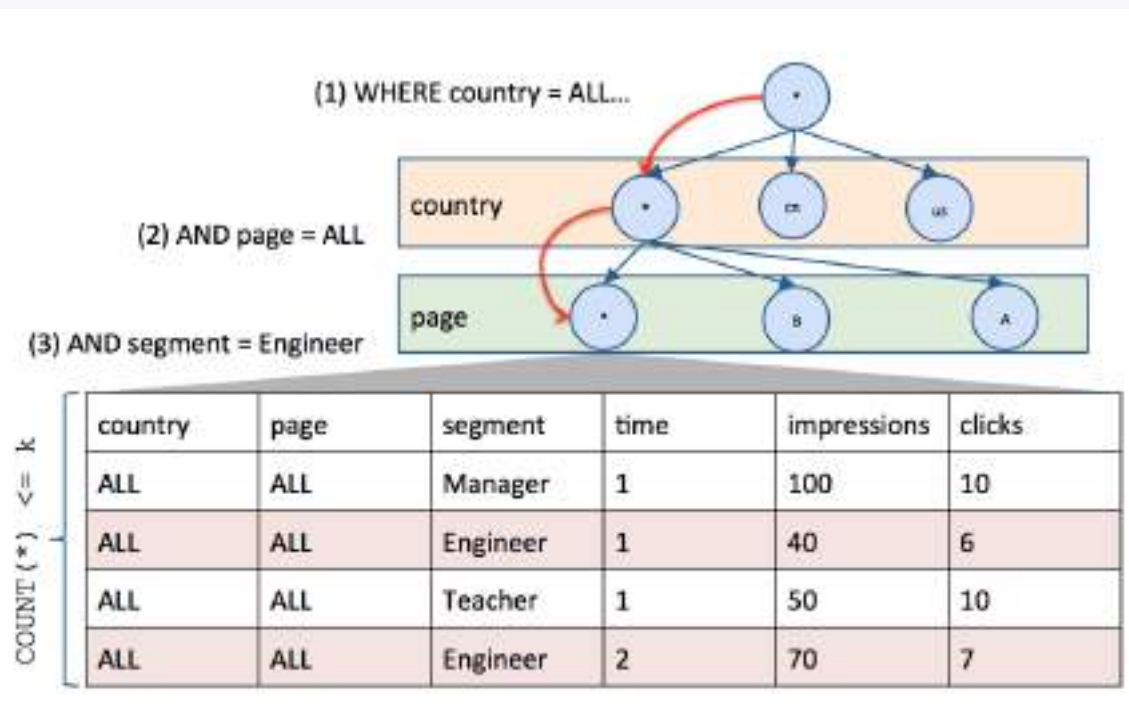 (1) WHERE country = ALL...
*
country
*
cn
us
(2) AND page = ALL
page
*
B
A
(3) AND segment = Engineer
COUNT(*) <= k
country page segment time impressions clicks
ALL ALL Manager 1 100 10
ALL ALL Engineer 1 40 6
ALL ALL Teacher 1 50 10
ALL ALL Engineer 2 70 7